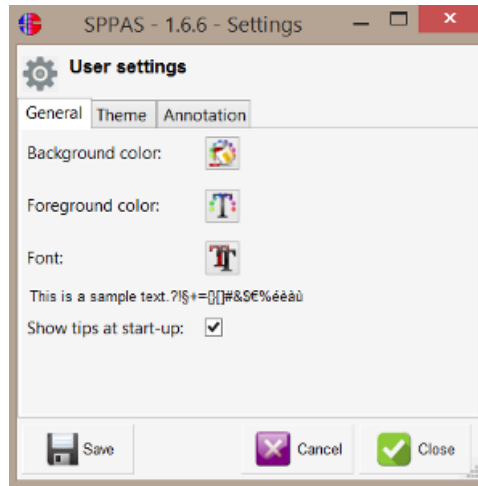 SPPAS - 1.6.6 - Settings
User settings
General Theme Annotation
Background color:
Foreground color:
Font:
This is a sample text.?!§+={}[]#&$€%éèàù
Show tips at start-up:
Save Cancel Close